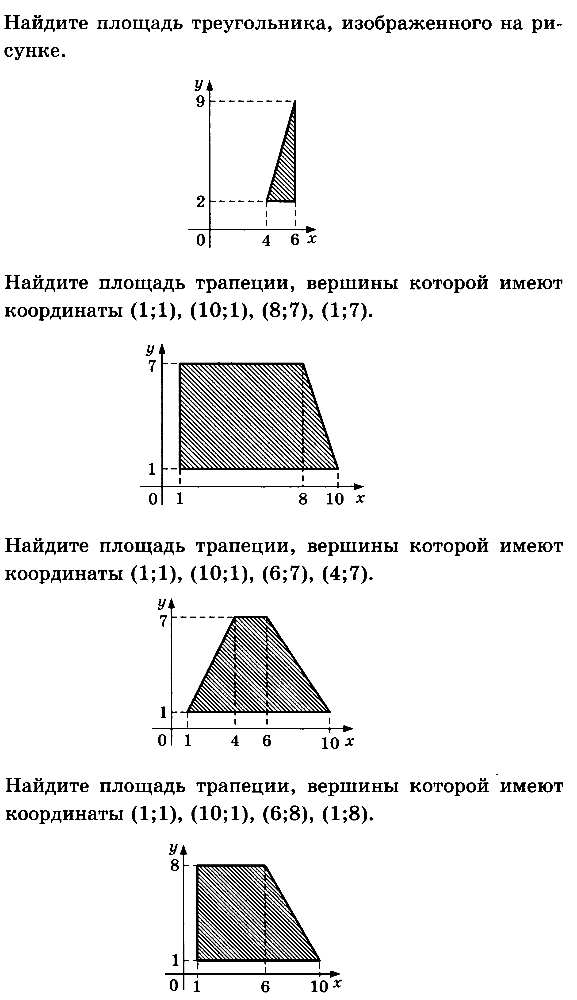 Найдите площадь треугольника, изображенного на ри-
сунке.
y
9
2
0 4 6 x
Найдите площадь трапеции, вершины которой имеют
координаты (1;1), (10;1), (8;7), (1;7).
y
7
1
0 1 8 10 x
Найдите площадь трапеции, вершины которой имеют
координаты (1;1), (10;1), (6;7), (4;7).
y
7
1
0 1 4 6 10 x
Найдите площадь трапеции, вершины которой имеют
координаты (1;1), (10;1), (6;8), (1;8).
y
8
1
0 1 6 10 x